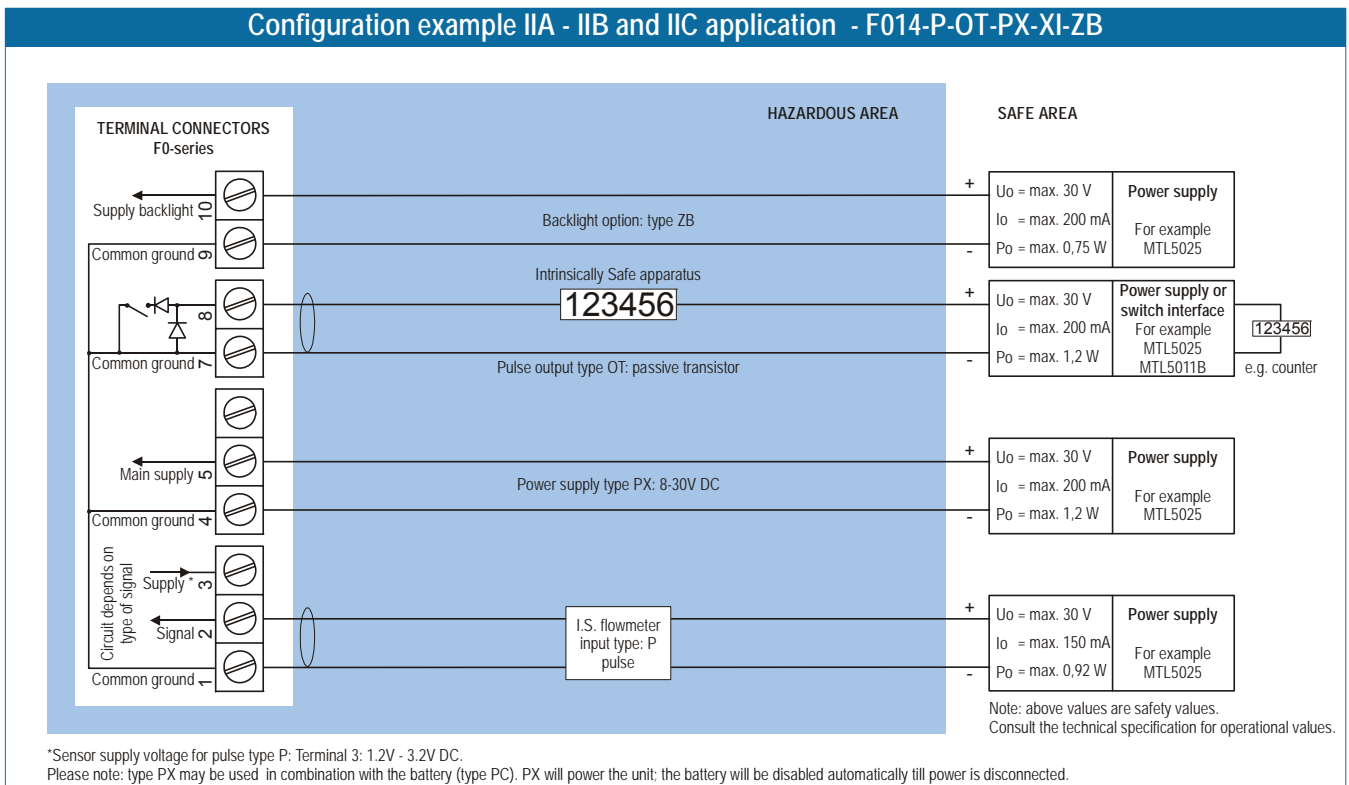 Configuration example IIA - IIB and IIC application - F014-P-OT-PX-XI-ZB
HAZARDOUS AREA
SAFE AREA
TERMINAL CONNECTORS
F0-series
Supply backlight
10
Common ground
9
8
Common ground
7
Main supply
5
Common ground
4
Circuit depends on
type of signal
Supply *
3
Signal
2
Common ground
1
Backlight option: type ZB
Intrinsically Safe apparatus
123456
Pulse output type OT: passive transistor
Power supply type PX: 8-30V DC
I.S. flowmeter
input type: P
pulse
+
-
Uo = max. 30 V
Io = max. 200 mA
Po = max. 0,75 W
Power supply
For example
MTL5025
+
-
Uo = max. 30 V
Io = max. 200 mA
Po = max. 1,2 W
Power supply or
switch interface
For example
MTL5025
MTL5011B
123456
e.g. counter
+
-
Uo = max. 30 V
Io = max. 200 mA
Po = max. 1,2 W
Power supply
For example
MTL5025
+
-
Uo = max. 30 V
Io = max. 150 mA
Po = max. 0,92 W
Power supply
For example
MTL5025
Note: above values are safety values.
Consult the technical specification for operational values.
*Sensor supply voltage for pulse type P: Terminal 3: 1.2V - 3.2V DC.
Please note: type PX may be used in combination with the battery (type PC). PX will power the unit; the battery will be disabled automatically till power is disconnected.